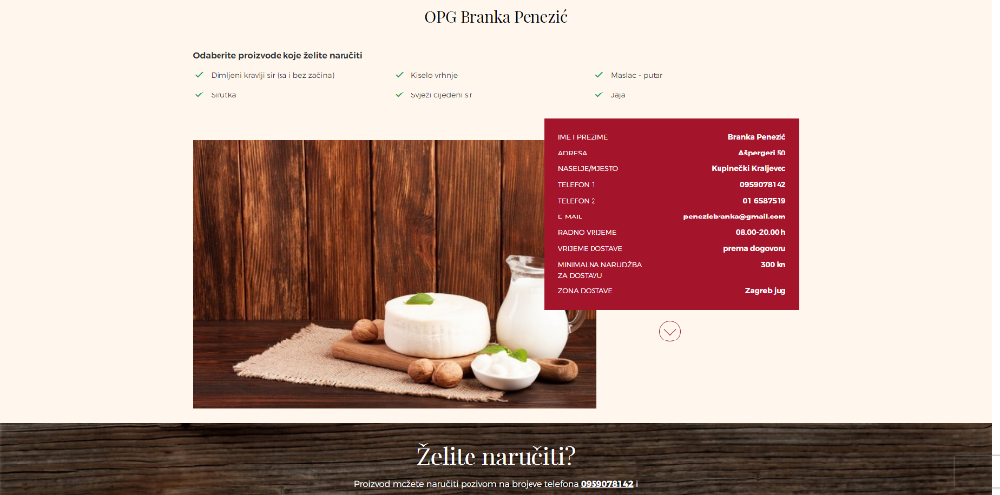 OPG Branka Penezić
Odaberite proizvode koje želite naručiti
Dimljeni kravlji sir (sa i bez začina)
Kiselo vrhnje
Maslac - putar
Sirutka
Svježi cijeđeni sir
Jaja
IME I PREZIME Branka Penezić
ADRESA Ašpergeri 50
NASELJE/MJESTO Kupinečki Kraljevec
TELEFON 1 0959078142
TELEFON 2 01 6587519
E-MAIL penezicbranka@gmail.com
RADNO VRIJEME 08.00-20.00 h
VRIJEME DOSTAVE prema dogovoru
MINIMALNA NARUDŽBA 300 kn
ZA DOSTAVU
ZONA DOSTAVE Zagreb jug
Želite naručiti?
Proizvod možete naručiti pozivom na brojeve telefona 0959078142 i